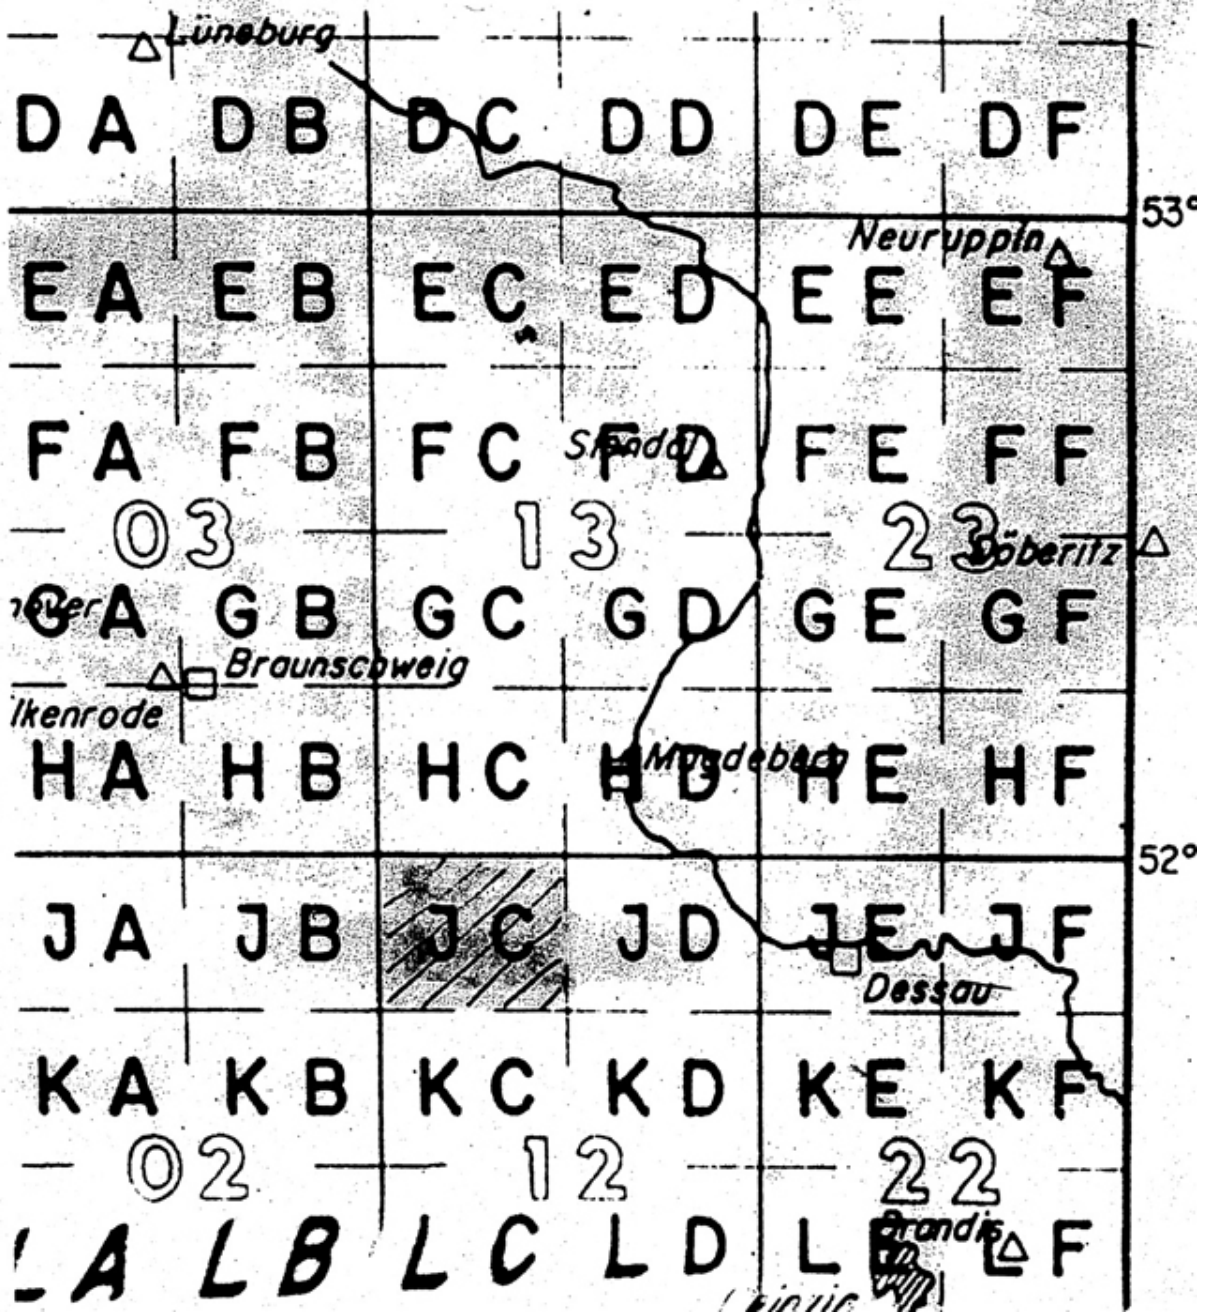 Lüneburg
DA DB DC DD DE DF
53°
Neuruppin
EA EB EC ED EE EF
FA FB FC Stendal FD FE FF
03 13 23 Döberitz
GA GB GC GD GE GF
Braunschweig
lkenrode
HA HB HC HD Magdeburg HE HF
52°
JA JB JC JD JE JF
Dessau
KA KB KC KD KE KF
02 12 22
Brandis
LA LB LC LD LE LF
Leipzig